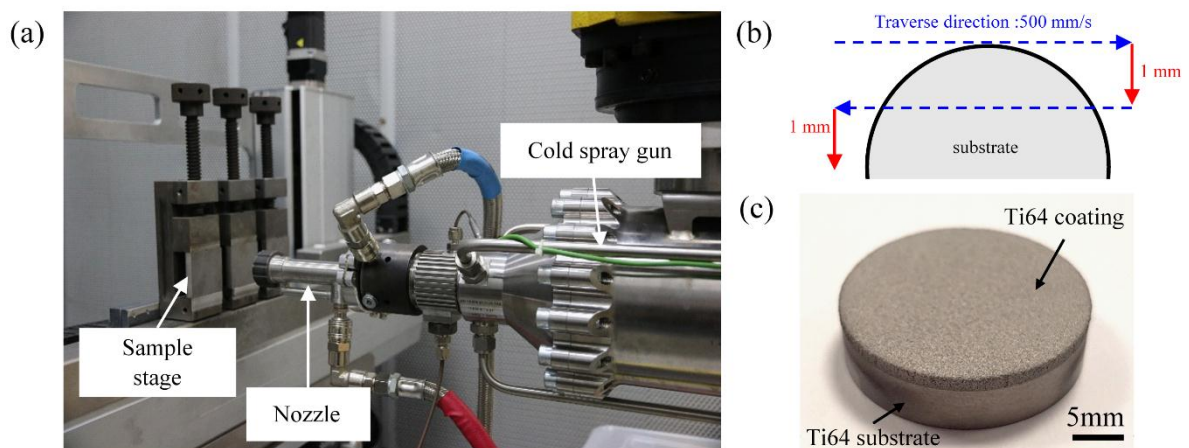 (a)
Cold spray gun
Sample
stage
Nozzle
(b)
Traverse direction :500 mm/s
1 mm
1 mm
substrate
(c)
Ti64 coating
Ti64 substrate
5mm